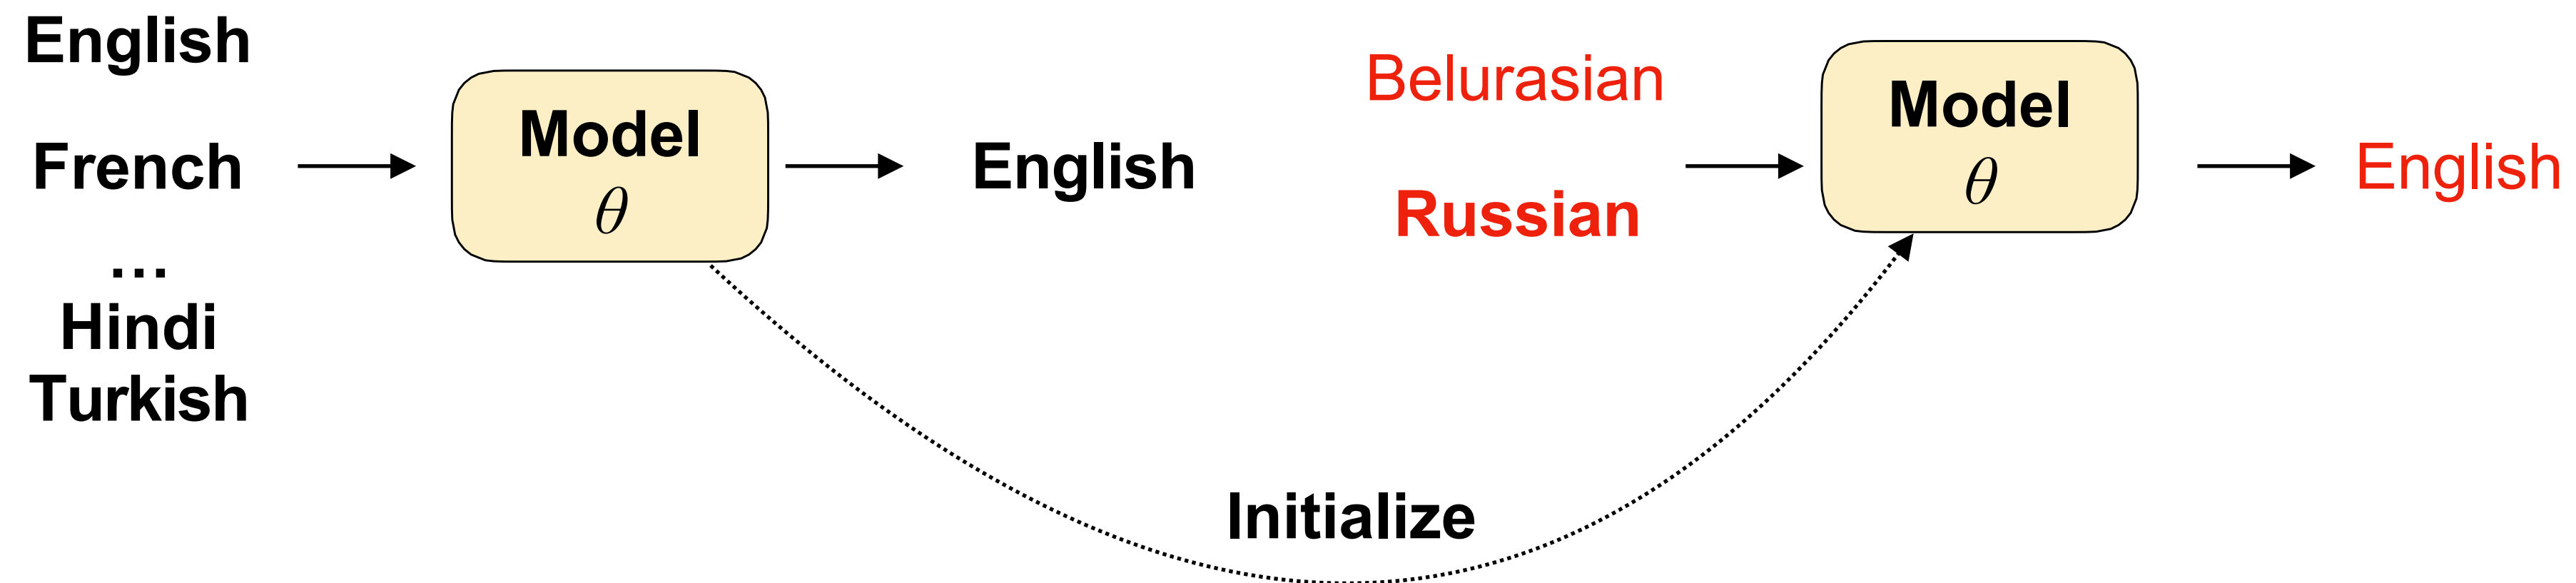 English
French
…
Hindi
Turkish
Model
θ
English
Belurasian
Russian
Model
θ
English
Initialize